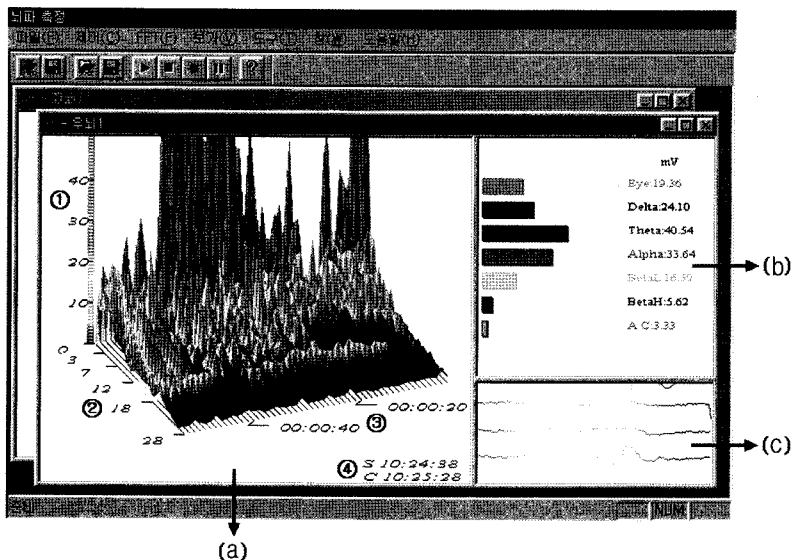 뇌파 측정
mV
Eye:19.36
Delta:24.10
Theta:40.54
Alpha:33.64
BetaH:5.62
A C:3.33
40
①
30
20
10
0
3
7
12
② 18
28
00:00:20
00:00:40 ③
④ S 10:24:38
C 10:25:28
NUM
(a)
(b)
(c)